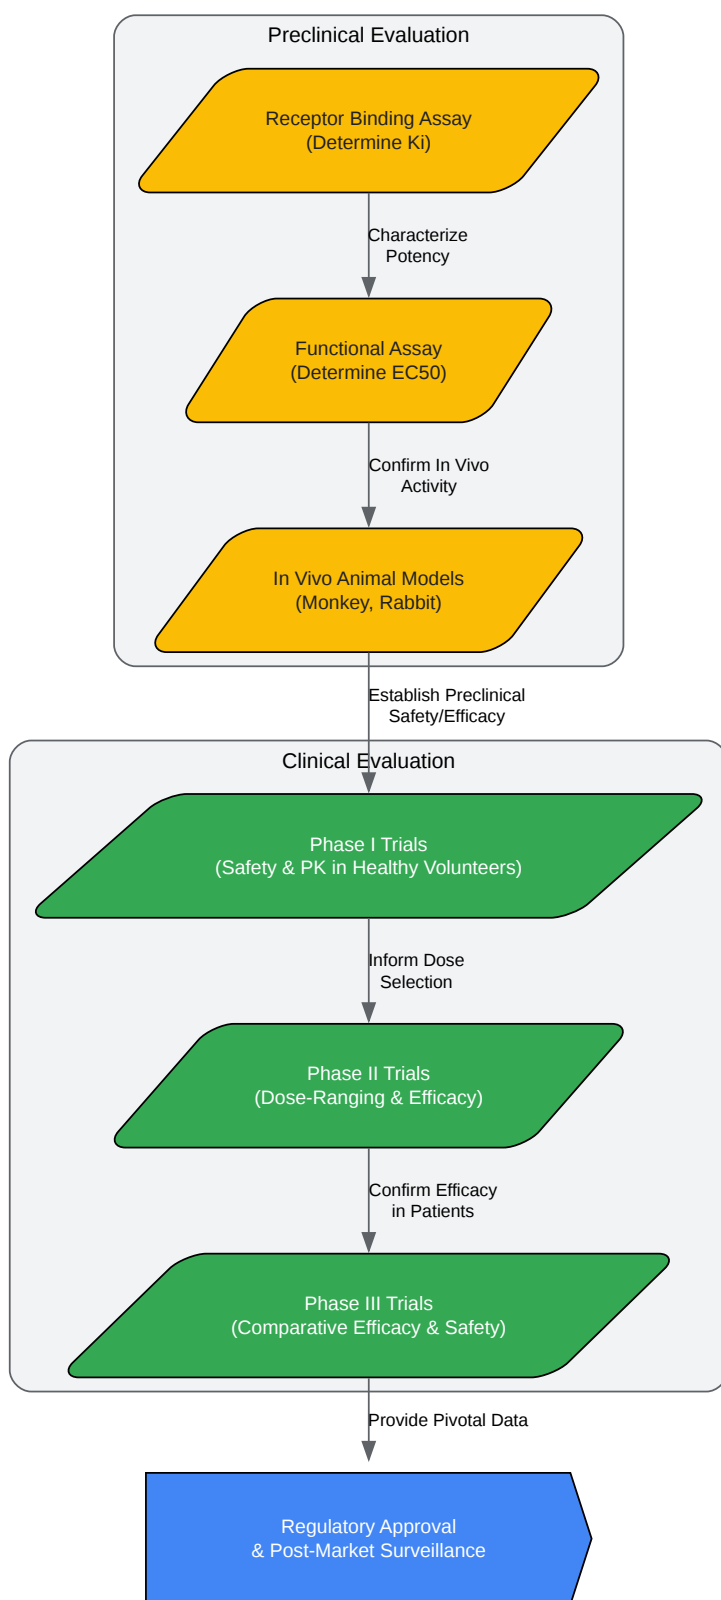 Preclinical Evaluation
Receptor Binding Assay
(Determine Ki)
Characterize
Potency
Functional Assay
(Determine EC50)
Confirm In Vivo
Activity
In Vivo Animal Models
(Monkey, Rabbit)
Establish Preclinical
Safety/Efficacy
Clinical Evaluation
Phase I Trials
(Safety & PK in Healthy Volunteers)
Inform Dose
Selection
Phase II Trials
(Dose-Ranging & Efficacy)
Confirm Efficacy
in Patients
Phase III Trials
(Comparative Efficacy & Safety)
Provide Pivotal Data
Regulatory Approval
& Post-Market Surveillance